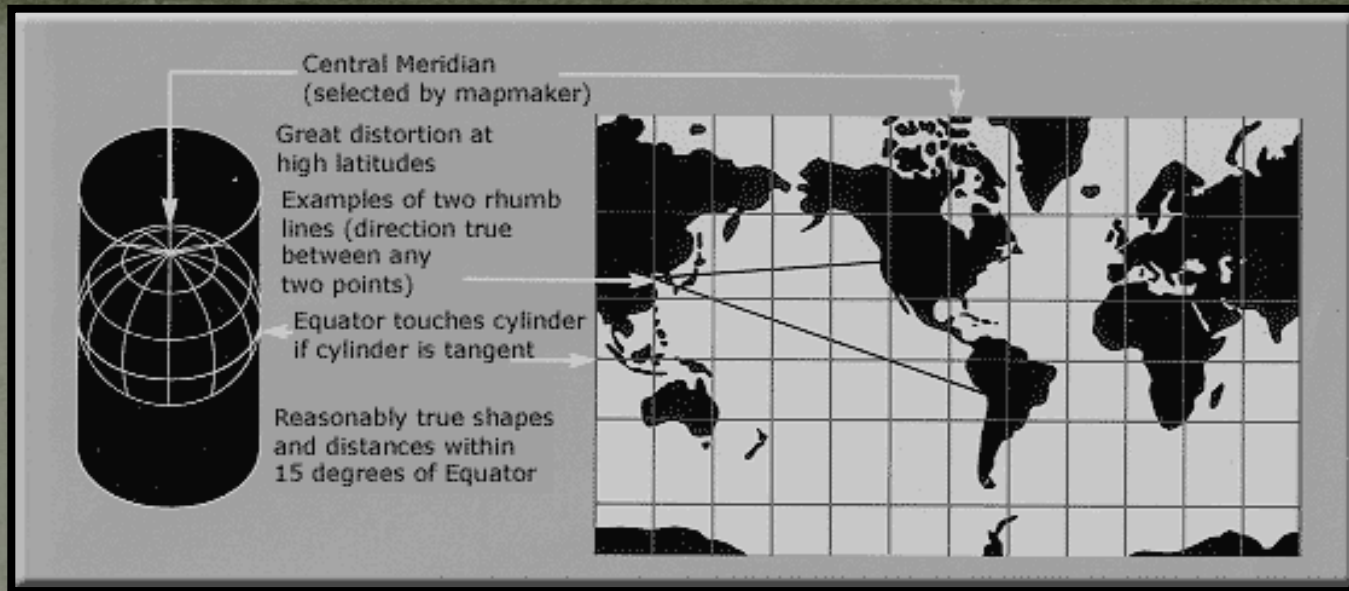 Central Meridian
(selected by mapmaker)
Great distortion at
high latitudes
Examples of two rhumb
lines (direction true
between any
two points)
Equator touches cylinder
if cylinder is tangent
Reasonably true shapes
and distances within
15 degrees of Equator